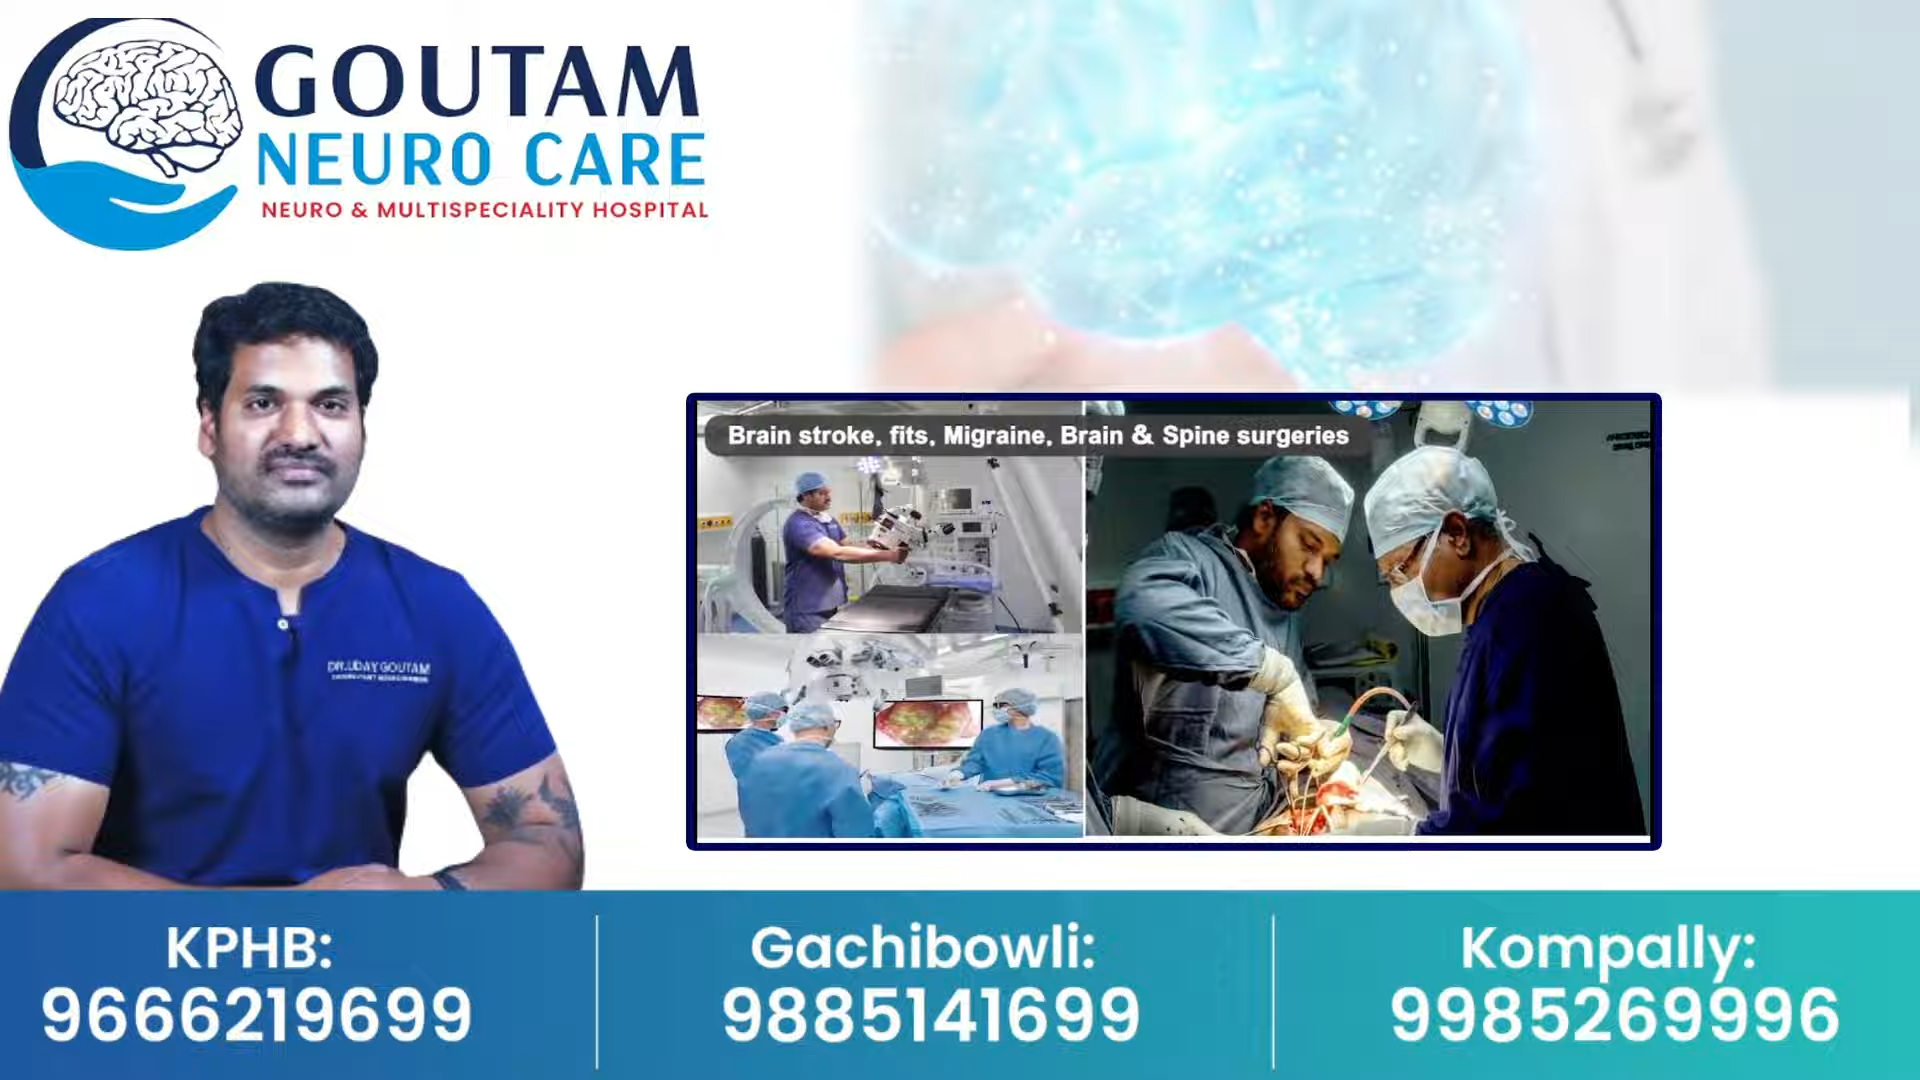 GOUTAM
NEURO CARE
NEURO & MULTISPECIALITY HOSPITAL
Brain stroke, fits, Migraine, Brain & Spine surgeries
DR.UDAY GOUTAM
KPHB:
9666219699
Gachibowli:
9885141699
Kompally:
9985269996